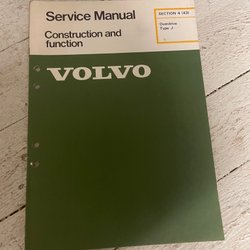 Service Manual
Construction and
function
SECTION 4 (43)
Overdrive
Type J
VOLVO